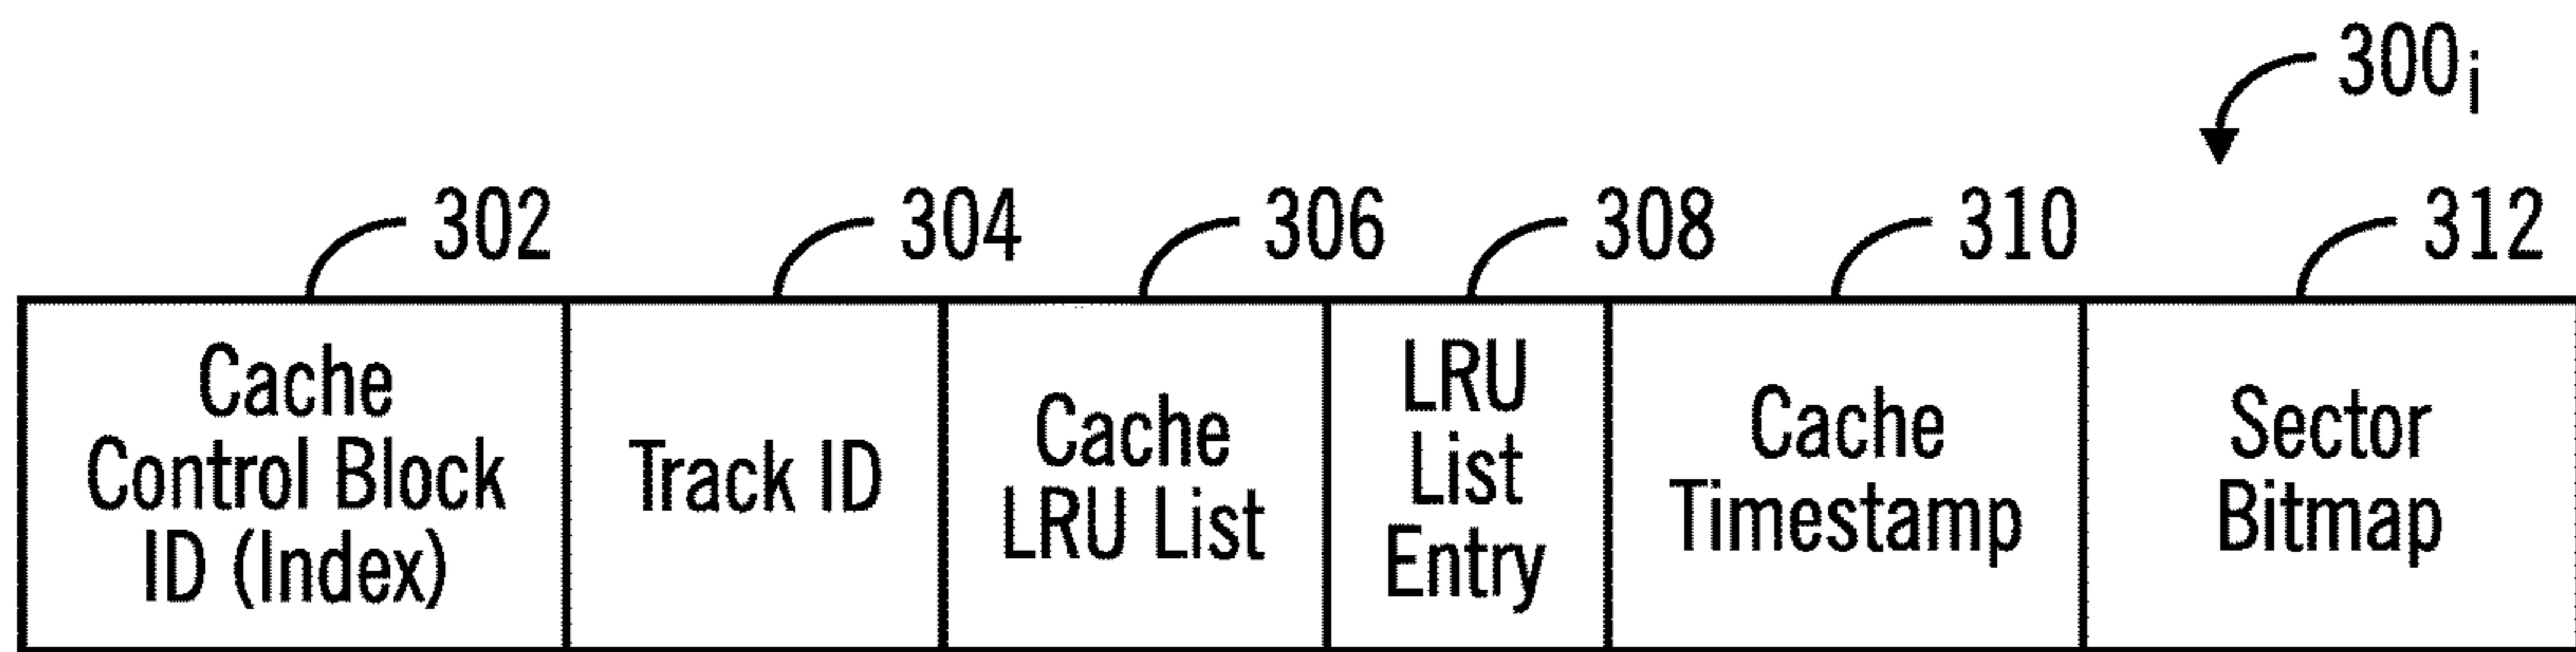 300i
302
304
306
308
310
312
Cache
Control Block
ID (Index)
Track ID
Cache
LRU List
LRU
List
Entry
Cache
Timestamp
Sector
Bitmap